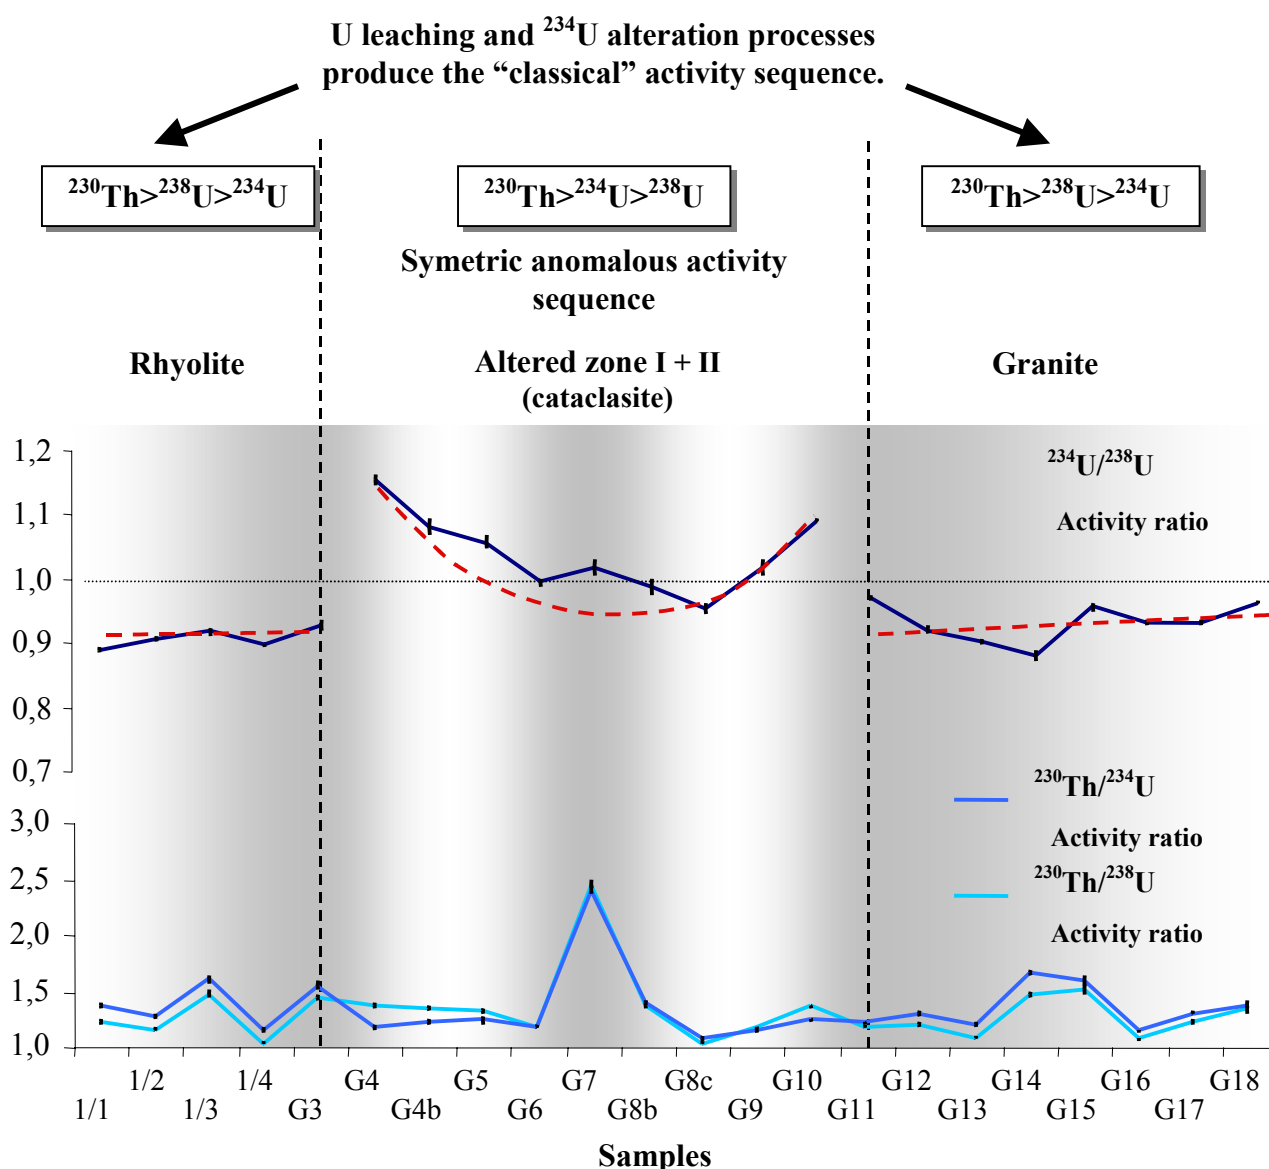 U leaching and ²³⁴U alteration processes
produce the “classical” activity sequence.
²³⁰Th>²³⁸U>²³⁴U
²³⁰Th>²³⁴U>²³⁸U
²³⁰Th>²³⁸U>²³⁴U
Symetric anomalous activity
sequence
Rhyolite
Altered zone I + II
(cataclasite)
Granite
1,2
1,1
1,0
0,9
0,8
0,7
²³⁴U/²³⁸U
Activity ratio
3,0
2,5
2,0
1,5
1,0
²³⁰Th/²³⁴U
Activity ratio
²³⁰Th/²³⁸U
Activity ratio
1/2 1/4 G4 G5 G7 G8c G10 G12 G14 G16 G18
1/1 1/3 G3 G4b G6 G8b G9 G11 G13 G15 G17
Samples